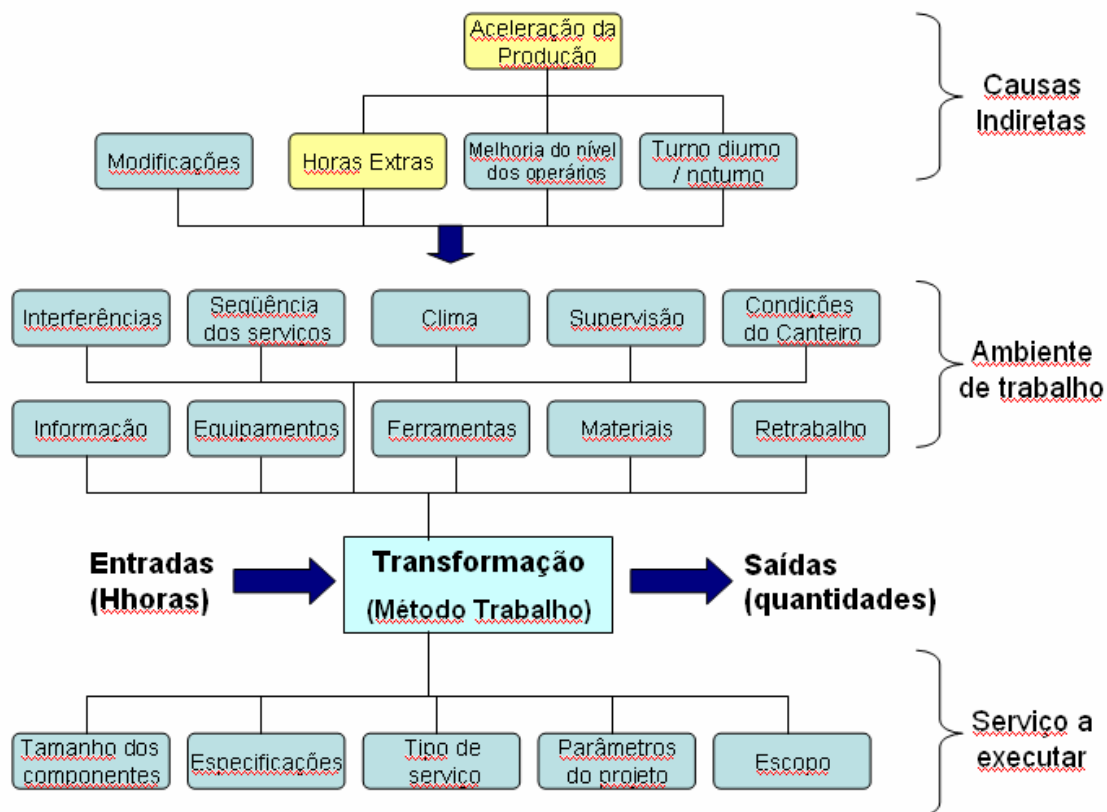 Aceleração da
Produção
Causas
Indiretas
Modificações
Horas Extras
Melhoria do nível
dos operários
Turno diurno
/ noturno
Interferências
Seqüência
dos serviços
Clima
Supervisão
Condições
do Canteiro
Ambiente
de trabalho
Informação
Equipamentos
Ferramentas
Materiais
Retrabalho
Entradas
(Hhoras)
Transformação
(Método Trabalho)
Saídas
(quantidades)
Serviço a
executar
Tamanho dos
componentes
Especificações
Tipo de
serviço
Parâmetros
do projeto
Escopo